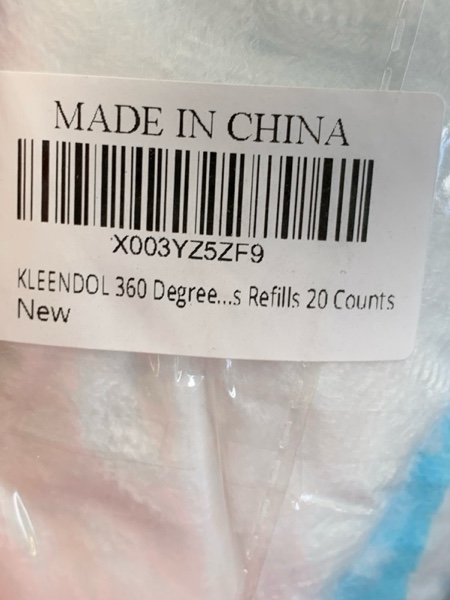 MADE IN CHINA
X003YZ5ZF9
KLEENDOL 360 Degree...s Refills 20 Counts
New